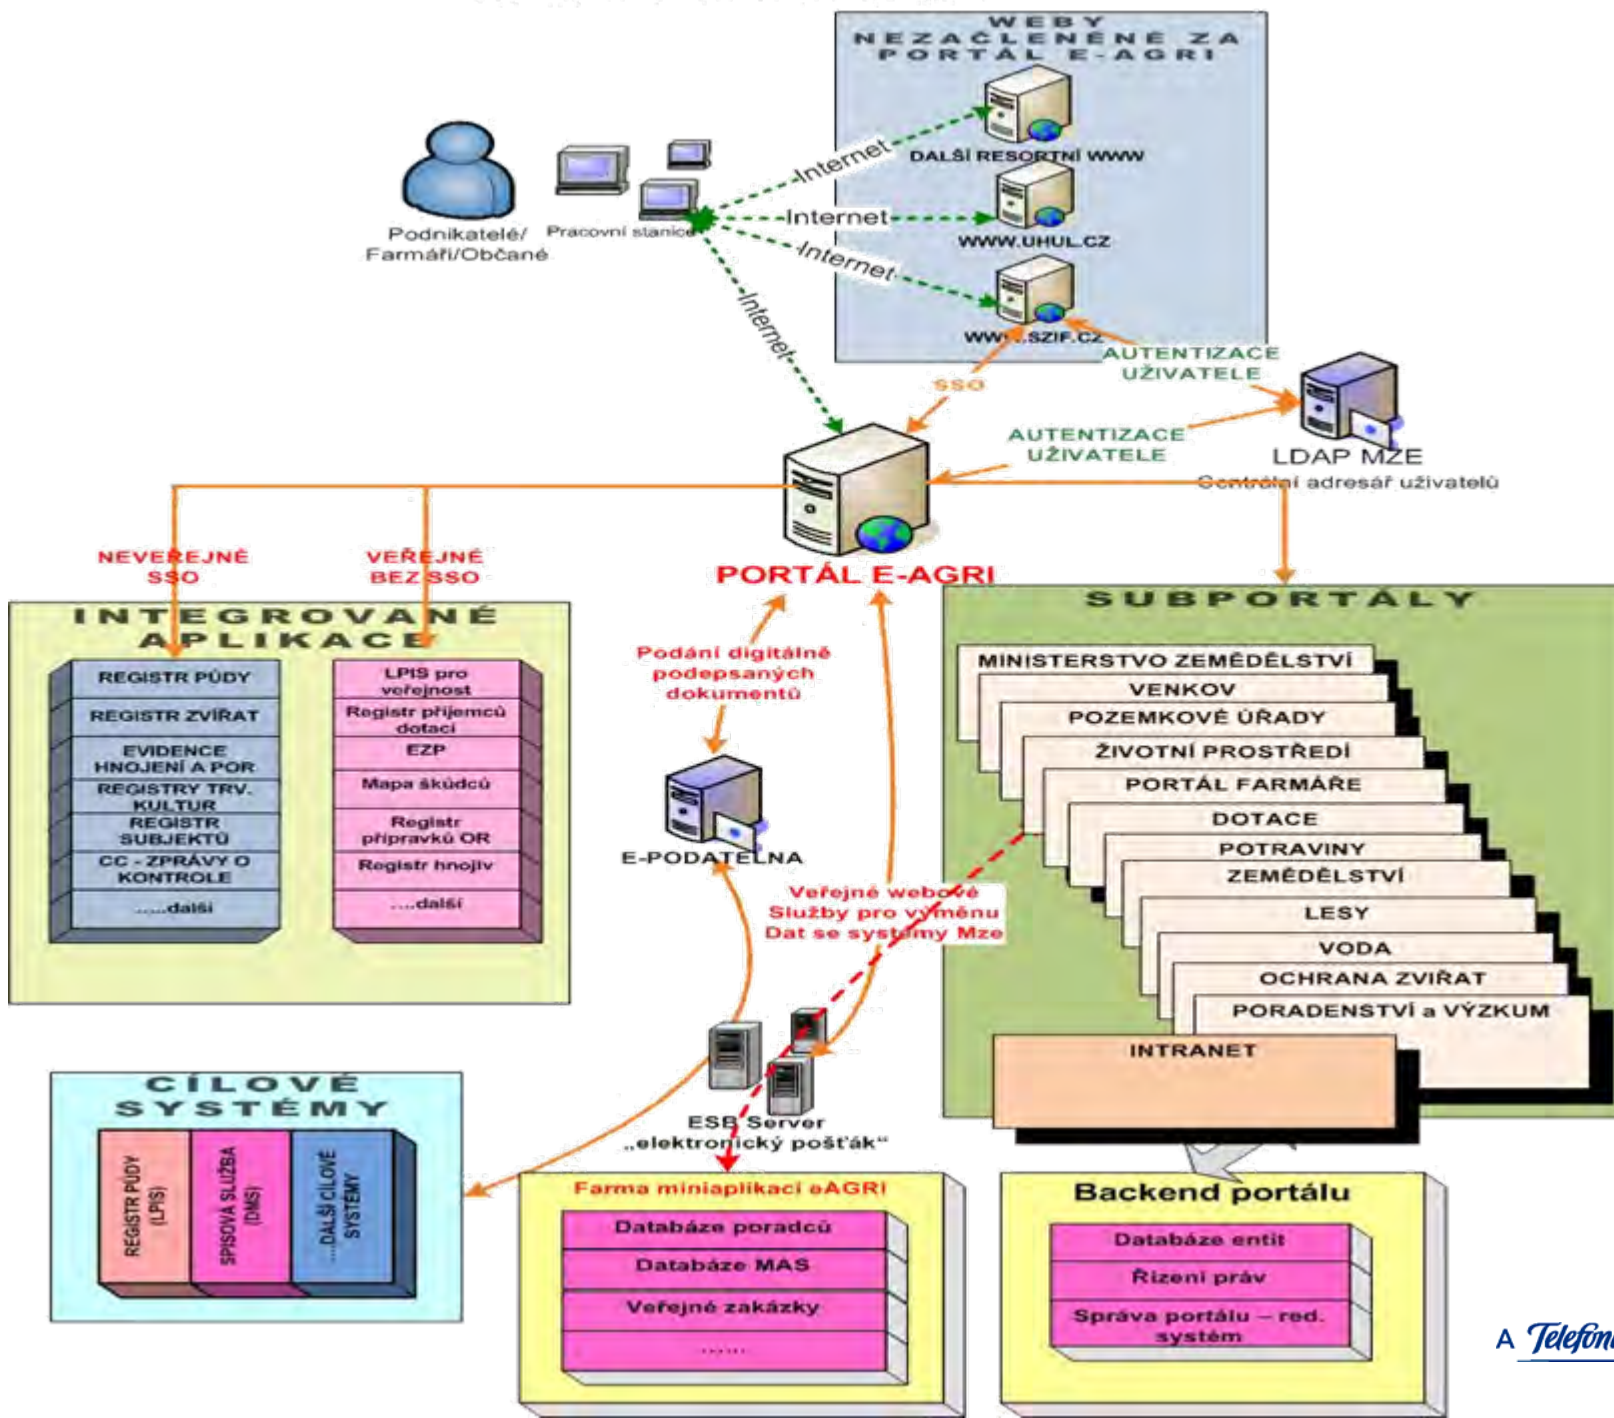 WEBY
NEZAČLENĚNÉ ZA
PORTÁL E-AGRI
Internet
DALŠÍ RESORTNÍ WWW
Internet
WWW.UHUL.CZ
Internet
WWW.SZIF.CZ
Podnikatelé/
Farmáři/Občané
Pracovní stanice
Internet
SSO
AUTENTIZACE
UŽIVATELE
AUTENTIZACE
UŽIVATELE
LDAP MZE
Centrální adresář uživatelů
NEVEŘEJNÉ
SSO
VEŘEJNÉ
BEZ SSO
PORTÁL E-AGRI
INTEGROVANÉ
APLIKACE
REGISTR PŮDY
REGISTR ZVÍŘAT
EVIDENCE
HNOJENÍ A POR
REGISTRY TRV.
KULTUR
REGISTR
SUBJEKTŮ
CC - ZPRÁVY O
KONTROLE
.....další
LPIS pro
veřejnost
Registr příjemců
dotací
EZP
Mapa škůdců
Registr
přípravků OR
Registr hnojiv
....další
Podání digitálně
podepsaných
dokumentů
E-PODATELNA
Veřejné webové
Služby pro výměnu
Dat se systémy Mze
SUBPORTÁLY
MINISTERSTVO ZEMĚDĚLSTVÍ
VENKOV
POZEMKOVÉ ÚŘADY
ŽIVOTNÍ PROSTŘEDÍ
PORTÁL FARMÁŘE
DOTACE
POTRAVINY
ZEMĚDĚLSTVÍ
LESY
VODA
OCHRANA ZVÍŘAT
PORADENSTVÍ a VÝZKUM
INTRANET
CÍLOVÉ
SYSTÉMY
REGISTR PŮDY
(LPIS)
SPISOVÁ SLUŽBA
(DMS)
....DALŠÍ CÍLOVÉ
SYSTÉMY
ESB Server
„elektronický pošťák“
Farma miniaplikací eAGRI
Databáze poradců
Databáze MAS
Veřejné zakázky
......
Backend portálu
Databáze entit
Řízení práv
Správa portálu – red.
systém
A Telefóni